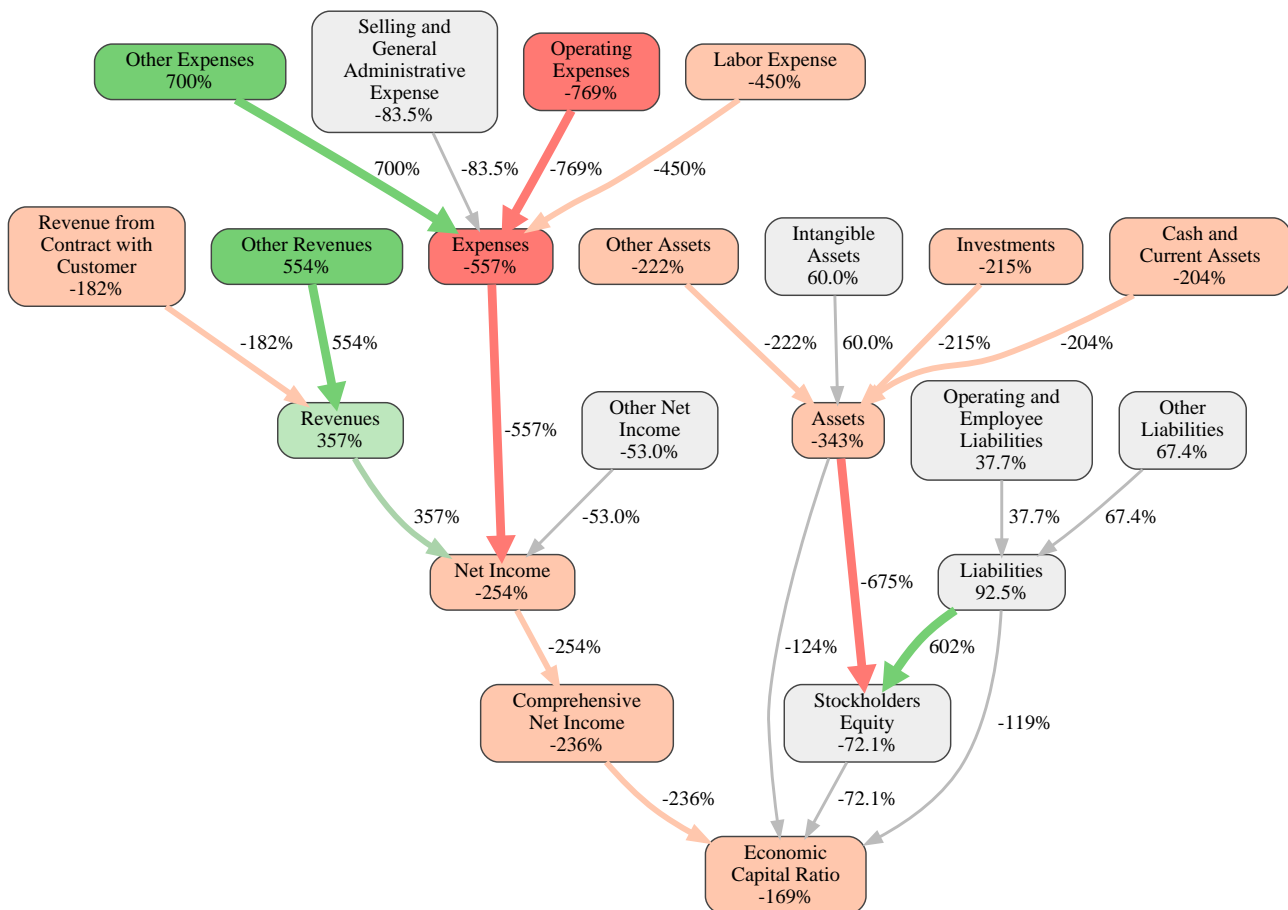 Other Expenses
700%
Selling and
General
Administrative
Expense
-83.5%
Operating
Expenses
-769%
Labor Expense
-450%
700%
-83.5%
-769%
-450%
Revenue from
Contract with
Customer
-182%
Other Revenues
554%
Expenses
-557%
Other Assets
-222%
Intangible
Assets
60.0%
Investments
-215%
Cash and
Current Assets
-204%
-182%
554%
-557%
-222%
60.0%
-215%
-204%
Revenues
357%
Other Net
Income
-53.0%
Assets
-343%
Operating and
Employee
Liabilities
37.7%
Other
Liabilities
67.4%
357%
-53.0%
-675%
37.7%
67.4%
Net Income
-254%
Liabilities
92.5%
-254%
-124%
602%
-119%
Comprehensive
Net Income
-236%
Stockholders
Equity
-72.1%
-236%
-72.1%
Economic
Capital Ratio
-169%